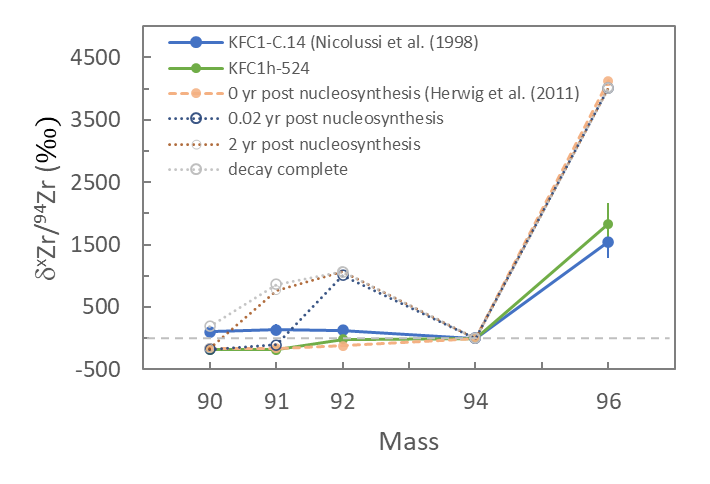 KFC1-C.14 (Nicolussi et al. (1998)
KFC1h-524
0 yr post nucleosynthesis (Herwig et al. (2011)
0.02 yr post nucleosynthesis
2 yr post nucleosynthesis
decay complete
δˣZr/⁹⁴Zr (‰)
4500
3500
2500
1500
500
-500
90 91 92 94 96
Mass